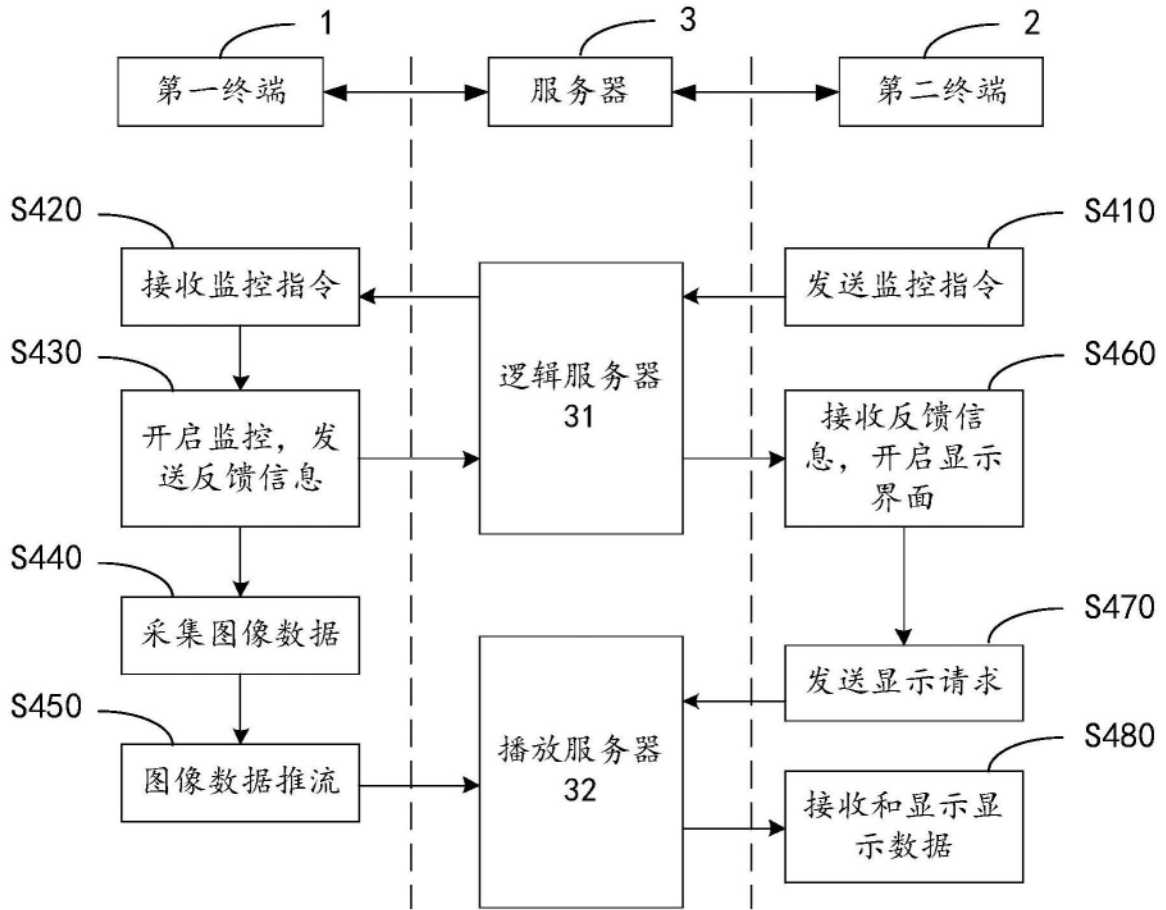 1
3
2
第一终端
服务器
第二终端
S420
S410
接收监控指令
发送监控指令
S430
S460
逻辑服务器
31
开启监控，发
送反馈信息
接收反馈信
息，开启显示
界面
S440
S470
采集图像数据
发送显示请求
S450
S480
播放服务器
32
图像数据推流
接收和显示显
示数据